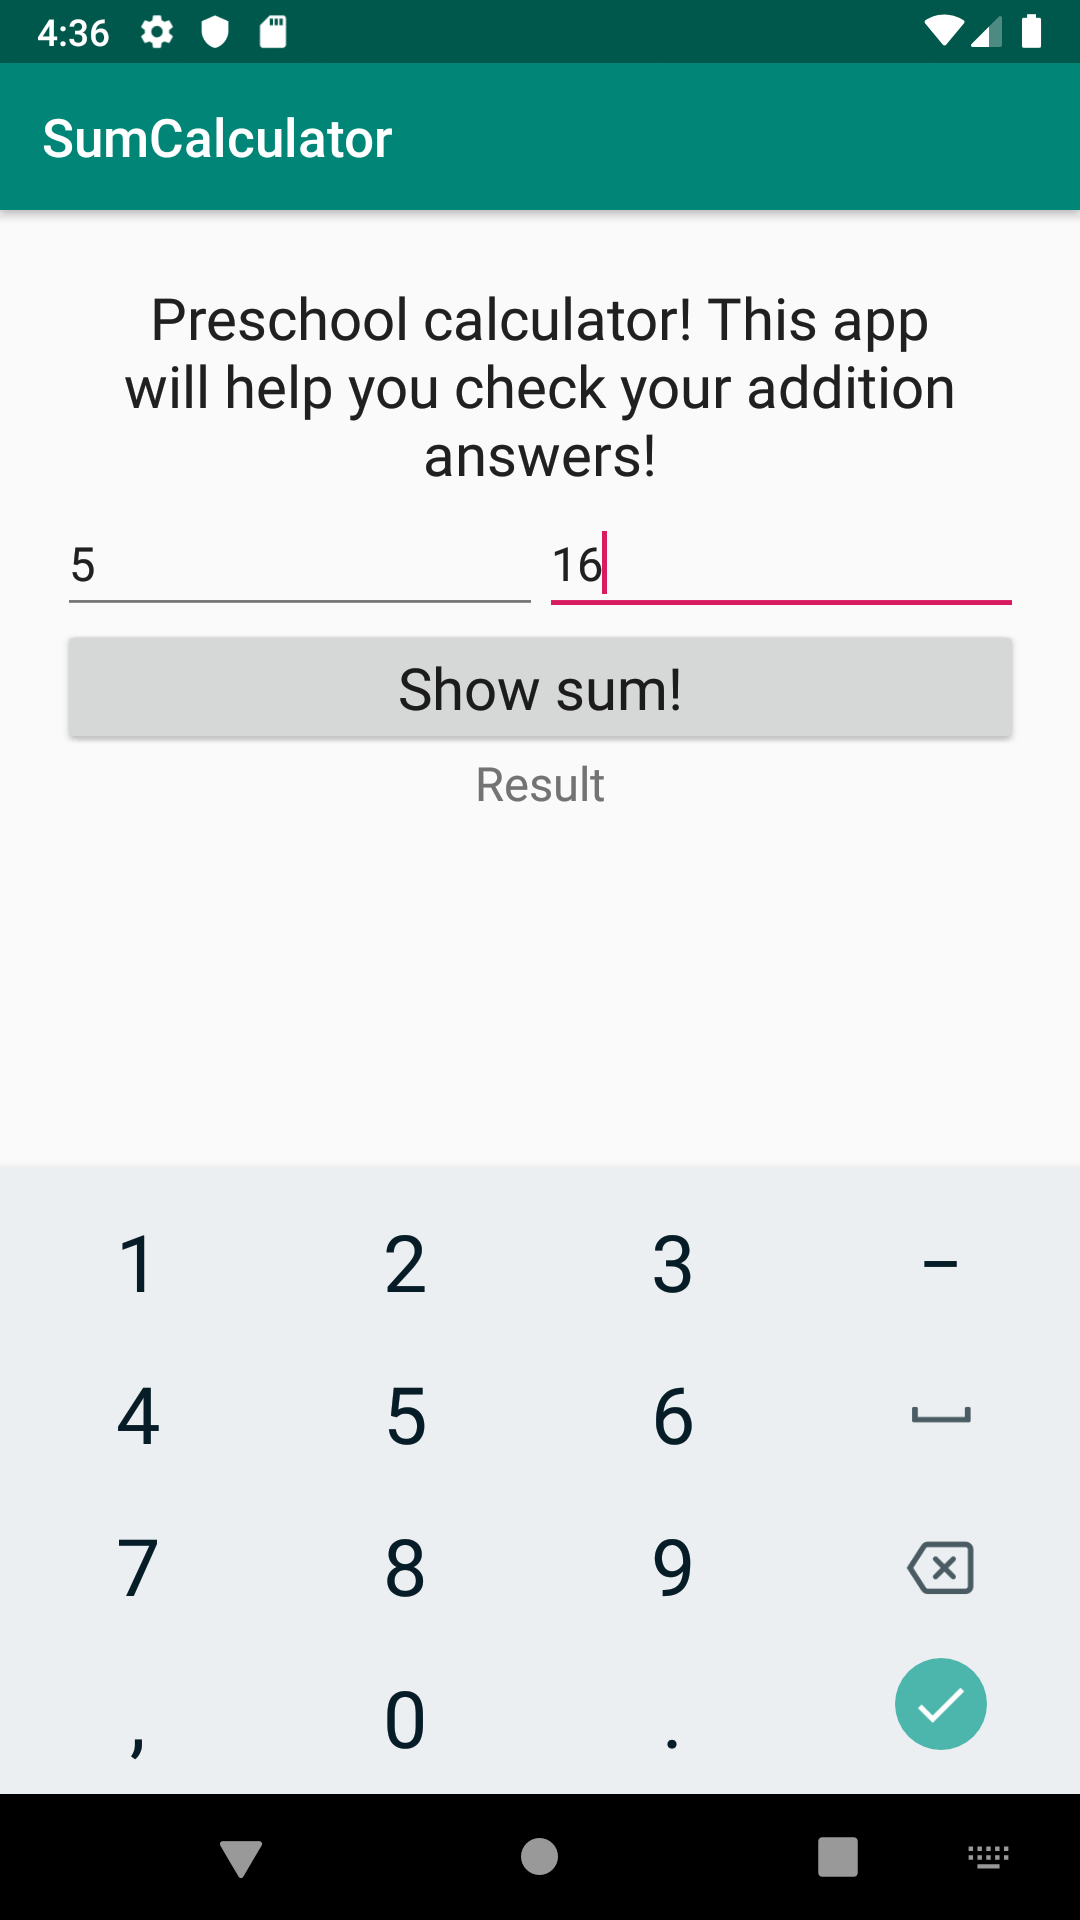 4:36
SumCalculator
Preschool calculator! This app
will help you check your addition
answers!
5 16
Show sum!
Result
1 2 3 –
4 5 6
7 8 9
, 0 .